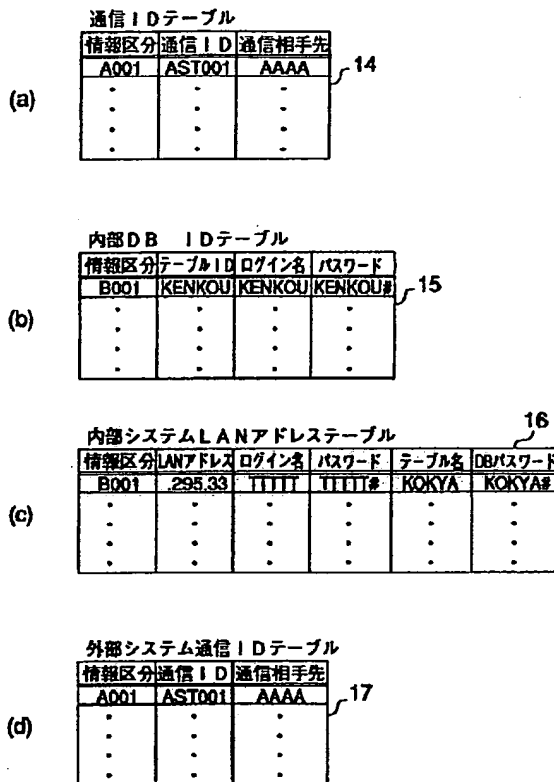 通信IDテーブル
情報区分 通信ID 通信相手先
A001 AST001 AAAA
14
(a)
内部DB IDテーブル
情報区分 テーブルID ログイン名 パスワード
B001 KENKOU KENKOU KENKOU#
15
(b)
16
内部システムLANアドレステーブル
情報区分 LANアドレス ログイン名 パスワード テーブル名 DBパスワード
B001 .295.33 TTTTT TTTTT# KOKYA KOKYA#
(c)
外部システム通信IDテーブル
情報区分 通信ID 通信相手先
A001 AST001 AAAA
17
(d)